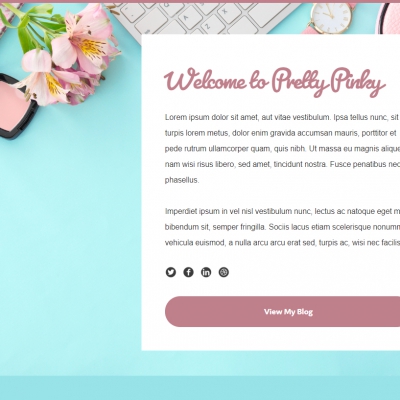 Welcome to Pretty Pinky
Lorem ipsum dolor sit amet, aut vitae vestibulum. Ipsa tellus nunc, sit
turpis lorem metus, dolor enim gravida accumsan mauris, porttitor et
pede rutrum ullamcorper quam, quis nibh. Ut massa eu magnis
nam wisi risus libero, sed amet, tincidunt nostra. Fusce penatibus nec
phasellus.
Imperdiet ipsum in vel nisl vestibulum nunc, lectus ac natoque eget
bibendum sit, semper fringilla. Sociis lacus etiam scelerisque
vehicula euismod, a nulla arcu arcu erat sed, turpis ac, wisi nec
View My Blog